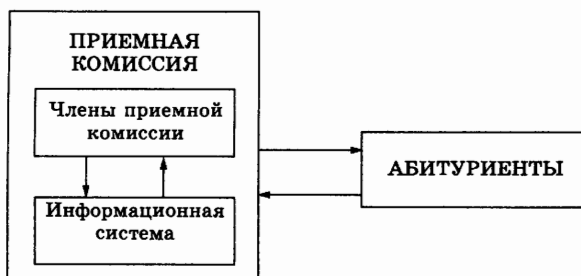 ПРИЕМНАЯ
КОМИССИЯ
Члены приемной
комиссии
Информационная
система
АБИТУРИЕНТЫ